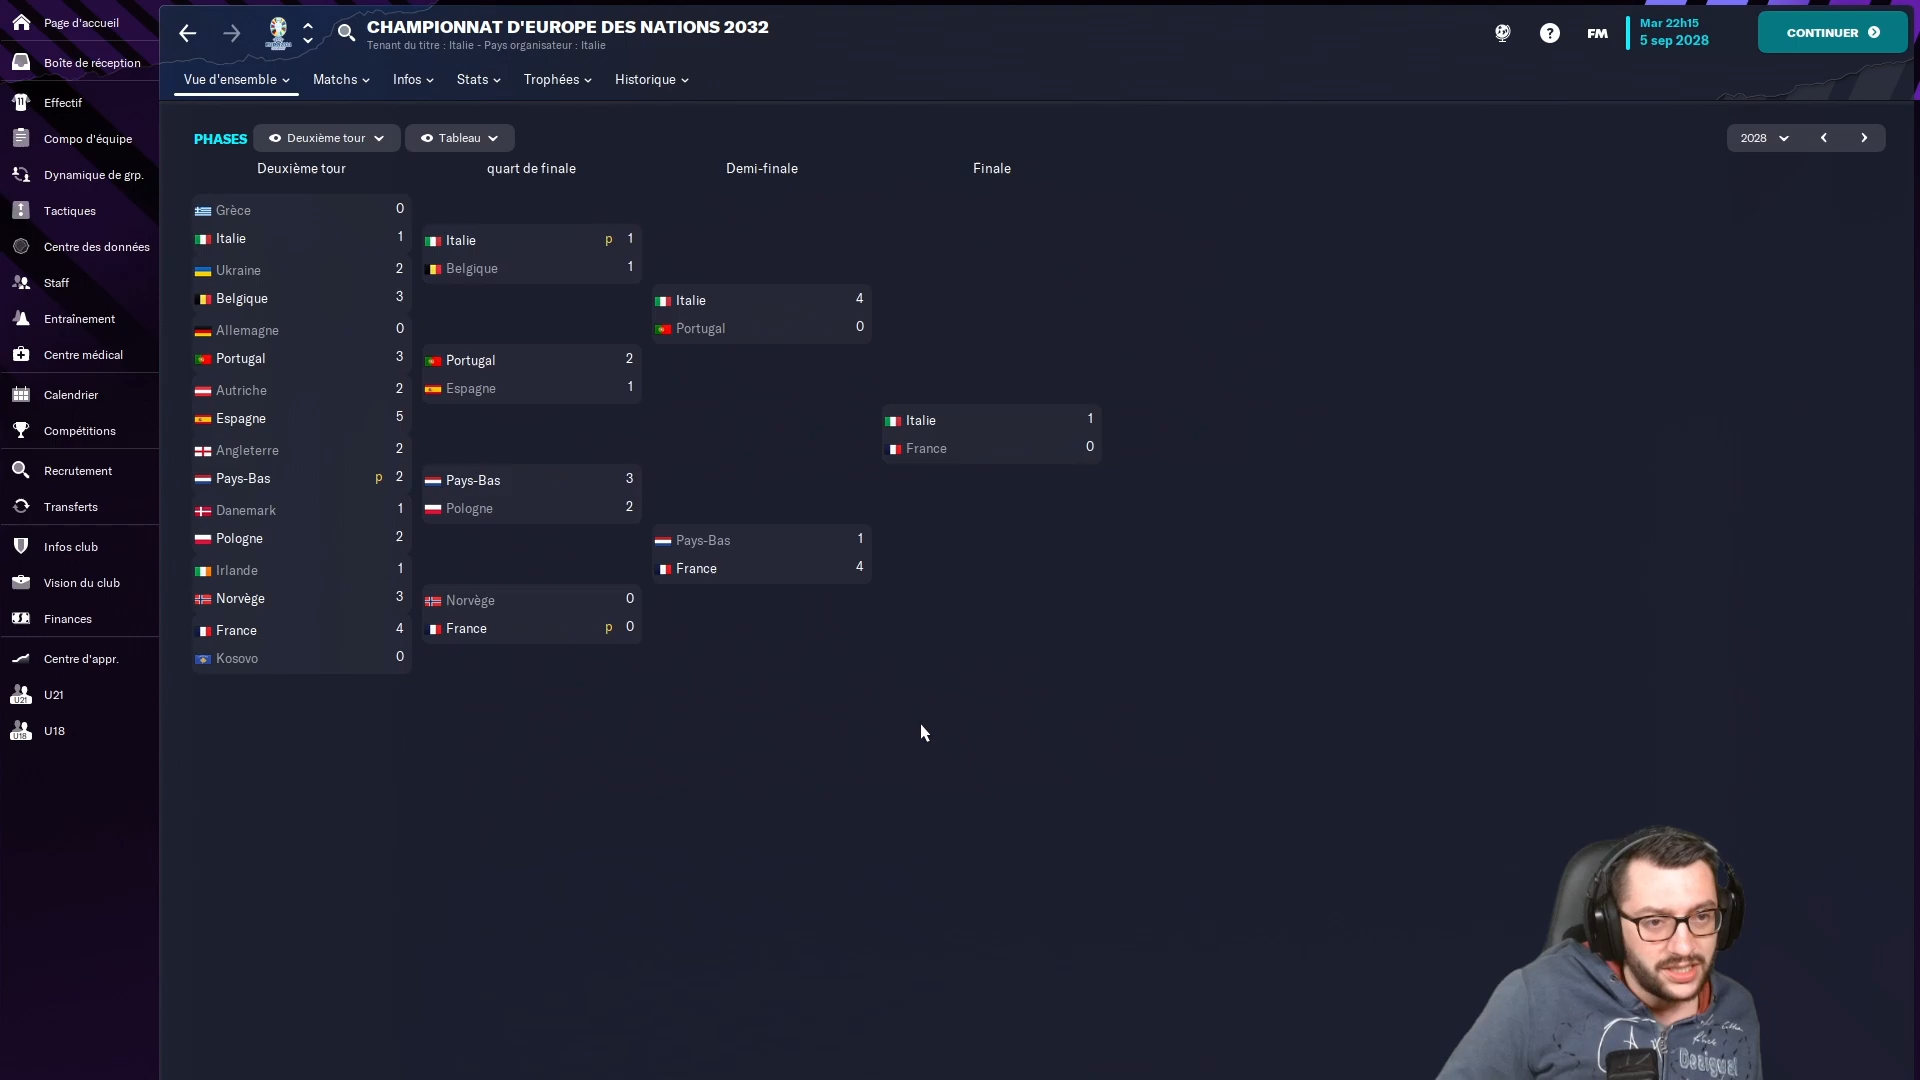 Page d'accueil
Boîte de réception
Effectif
Compo d'équipe
Dynamique de grp.
Tactiques
Centre des données
Staff
Entraînement
Centre médical
Calendrier
Compétitions
Recrutement
Transferts
Infos club
Vision du club
Finances
Centre d'appr.
U21
U21
U18
U18
CHAMPIONNAT D'EUROPE DES NATIONS 2032
Tenant du titre : Italie - Pays organisateur : Italie
FM
Mar 22h15
5 sep 2028
CONTINUER
Vue d'ensemble Matchs Infos Stats Trophées Historique
PHASES Deuxième tour Tableau 2028
Deuxième tour quart de finale Demi-finale Finale
Grèce 0
Italie 1
Ukraine 2
Belgique 3
Allemagne 0
Portugal 3
Autriche 2
Espagne 5
Angleterre 2
Pays-Bas p 2
Danemark 1
Pologne 2
Irlande 1
Norvège 3
France 4
Kosovo 0
Italie p 1
Belgique 1
Portugal 2
Espagne 1
Pays-Bas 3
Pologne 2
Norvège 0
France p 0
Italie 4
Portugal 0
Pays-Bas 1
France 4
Italie 1
France 0
Desigual